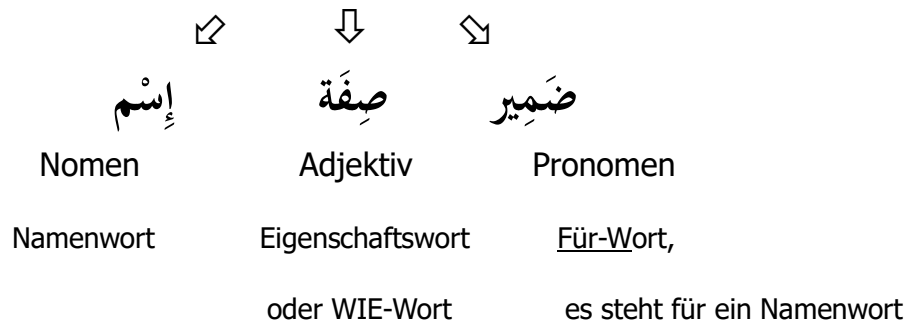 إِسْم صِفَة ضَمِير
Nomen Adjektiv Pronomen
Namenwort Eigenschaftswort Für-Wort,
oder WIE-Wort es steht für ein Namenwort